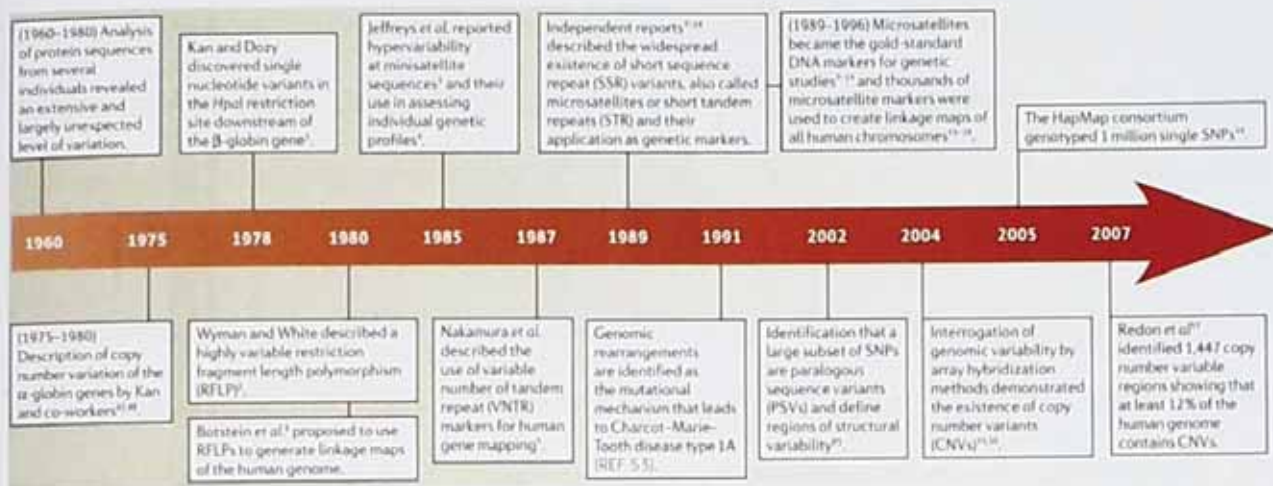 (1960–1980) Analysis
of protein sequences
from several
individuals revealed
an extensive and
largely unexpected
level of variation.
Kan and Dozy
discovered single
nucleotide variants in
the HpaI restriction
site downstream of
the β-globin gene
Jeffreys et al. reported
hypervariability
at minisatellite
sequences and their
use in assessing
individual genetic
profiles
Independent reports
described the widespread
existence of short sequence
repeat (SSR) variants, also called
microsatellites or short tandem
repeats (STR) and their
application as genetic markers.
(1989–1996) Microsatellites
became the gold-standard
DNA markers for genetic
studies and thousands of
microsatellite markers were
used to create linkage maps of
all human chromosomes
The HapMap consortium
genotyped 1 million single SNPs
1960 1975 1978 1980 1985 1987 1989 1991 2002 2004 2005 2007
(1975–1980)
Description of copy
number variation of the
α-globin genes by Kan
and co-workers
Wyman and White described a
highly variable restriction
fragment length polymorphism
(RFLP)
Botstein et al. proposed to use
RFLPs to generate linkage maps
of the human genome.
Nakamura et al.
described the
use of variable
number of tandem
repeat (VNTR)
markers for human
gene mapping
Genomic
rearrangements
are identified as
the mutational
mechanism that leads
to Charcot–Marie–
Tooth disease type 1A
(REF. 53).
Identification that a
large subset of SNPs
are paralogous
sequence variants
(PSVs) and define
regions of structural
variability
Interrogation of
genomic variability by
array hybridization
methods demonstrated
the existence of copy
number variants
(CNVs)
Redon et al
identified 1,447 copy
number variable
regions showing that
at least 12% of the
human genome
contains CNVs.